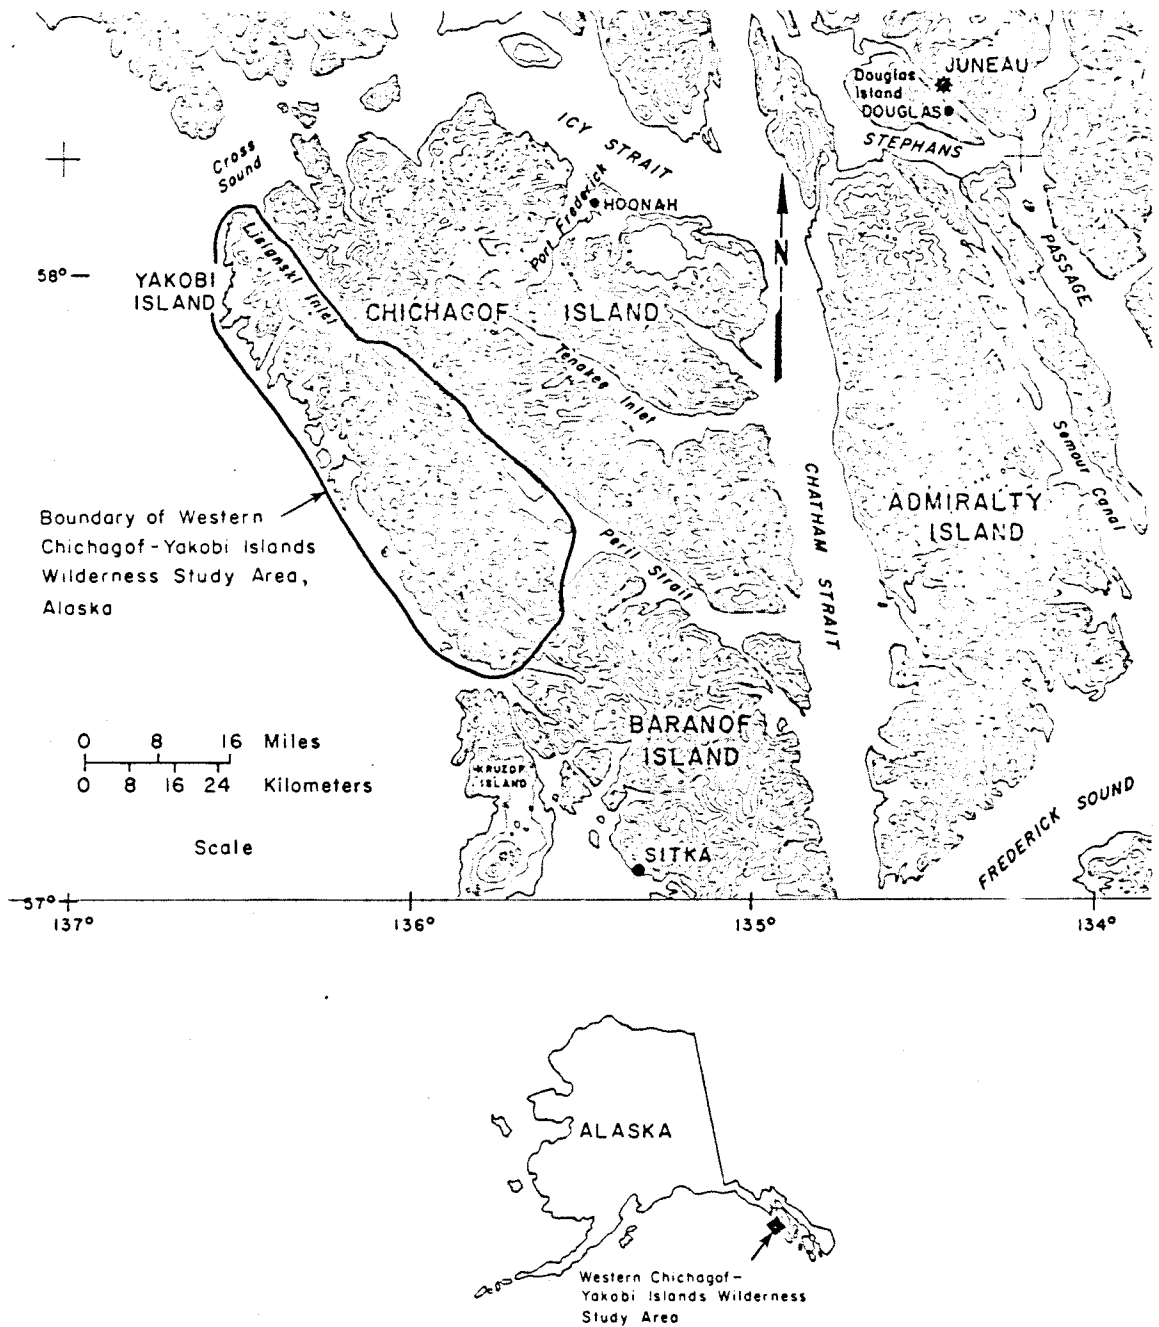 JUNEAU
Douglas
Island
DOUGLAS
STEPHANS
PASSAGE
ICY STRAIT
Cross
Sound
Port Frederick
HOONAH
N
Lisianski Inlet
58°
YAKOBI
ISLAND
CHICHAGOF ISLAND
Tenakee Inlet
Semour Canal
CHATHAM STRAIT
ADMIRALTY
ISLAND
Boundary of Western
Chichagof-Yakobi Islands
Wilderness Study Area,
Alaska
Peril Strait
BARANOF
ISLAND
0 8 16 Miles
0 8 16 24 Kilometers
Scale
KRUZOF
ISLAND
SITKA
FREDERICK SOUND
57°
137° 136° 135° 134°
ALASKA
Western Chichagof-
Yakobi Islands Wilderness
Study Area